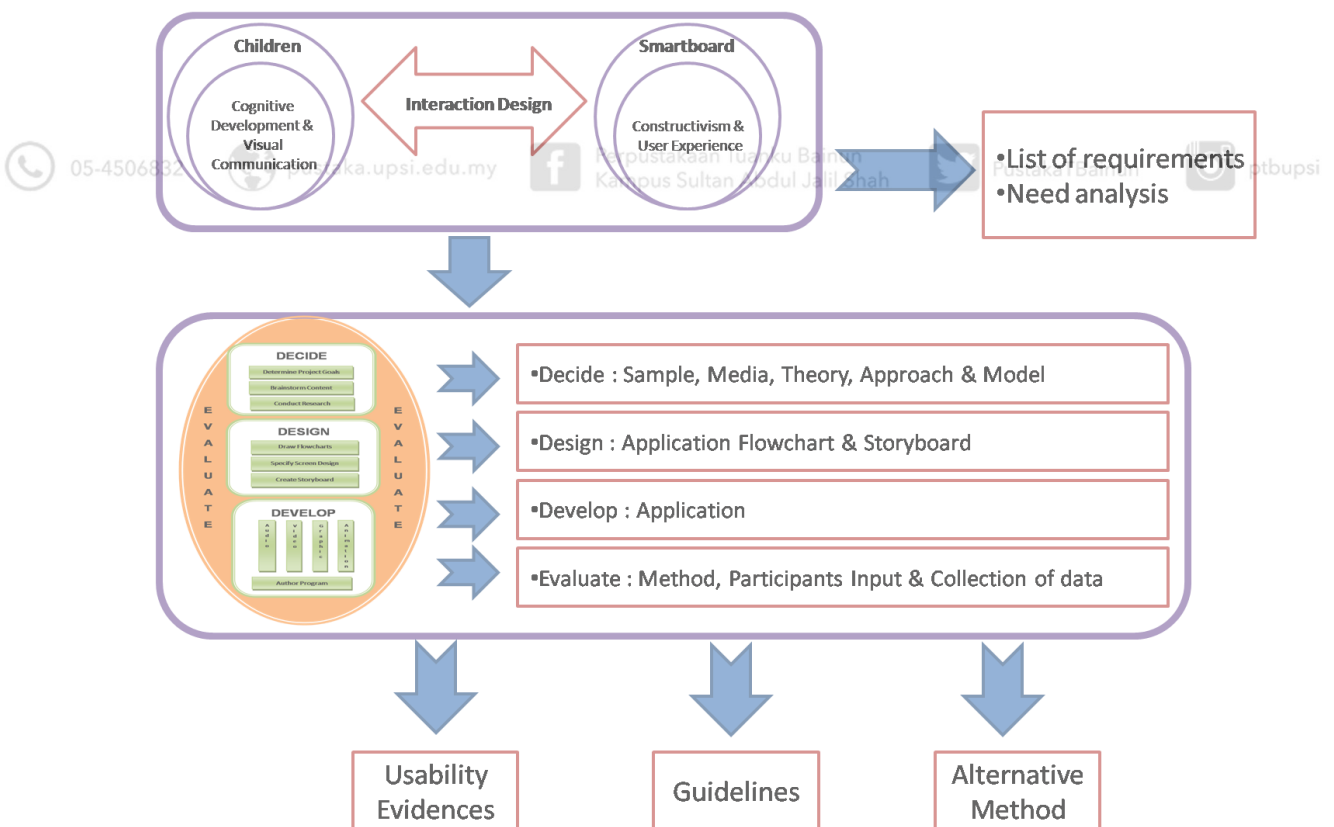 Children
Cognitive
Development &
Visual
Communication
Interaction Design
Smartboard
Constructivism &
User Experience
•List of requirements
•Need analysis
05-4506832
pustaka.upsi.edu.my
Perpustakaan Tuanku Bainun
Kampus Sultan Abdul Jalil Shah
PustakaTBainun
ptbupsi
DECIDE
Determine Project Goals
Brainstorm Content
Conduct Research
DESIGN
Draw Flowcharts
Specify Screen Design
Create Storyboard
DEVELOP
Audio
Video
Graphics
Animation
Author Program
EVALUATE
EVALUATE
▪Decide : Sample, Media, Theory, Approach & Model
▪Design : Application Flowchart & Storyboard
▪Develop : Application
▪Evaluate : Method, Participants Input & Collection of data
Usability
Evidences
Guidelines
Alternative
Method